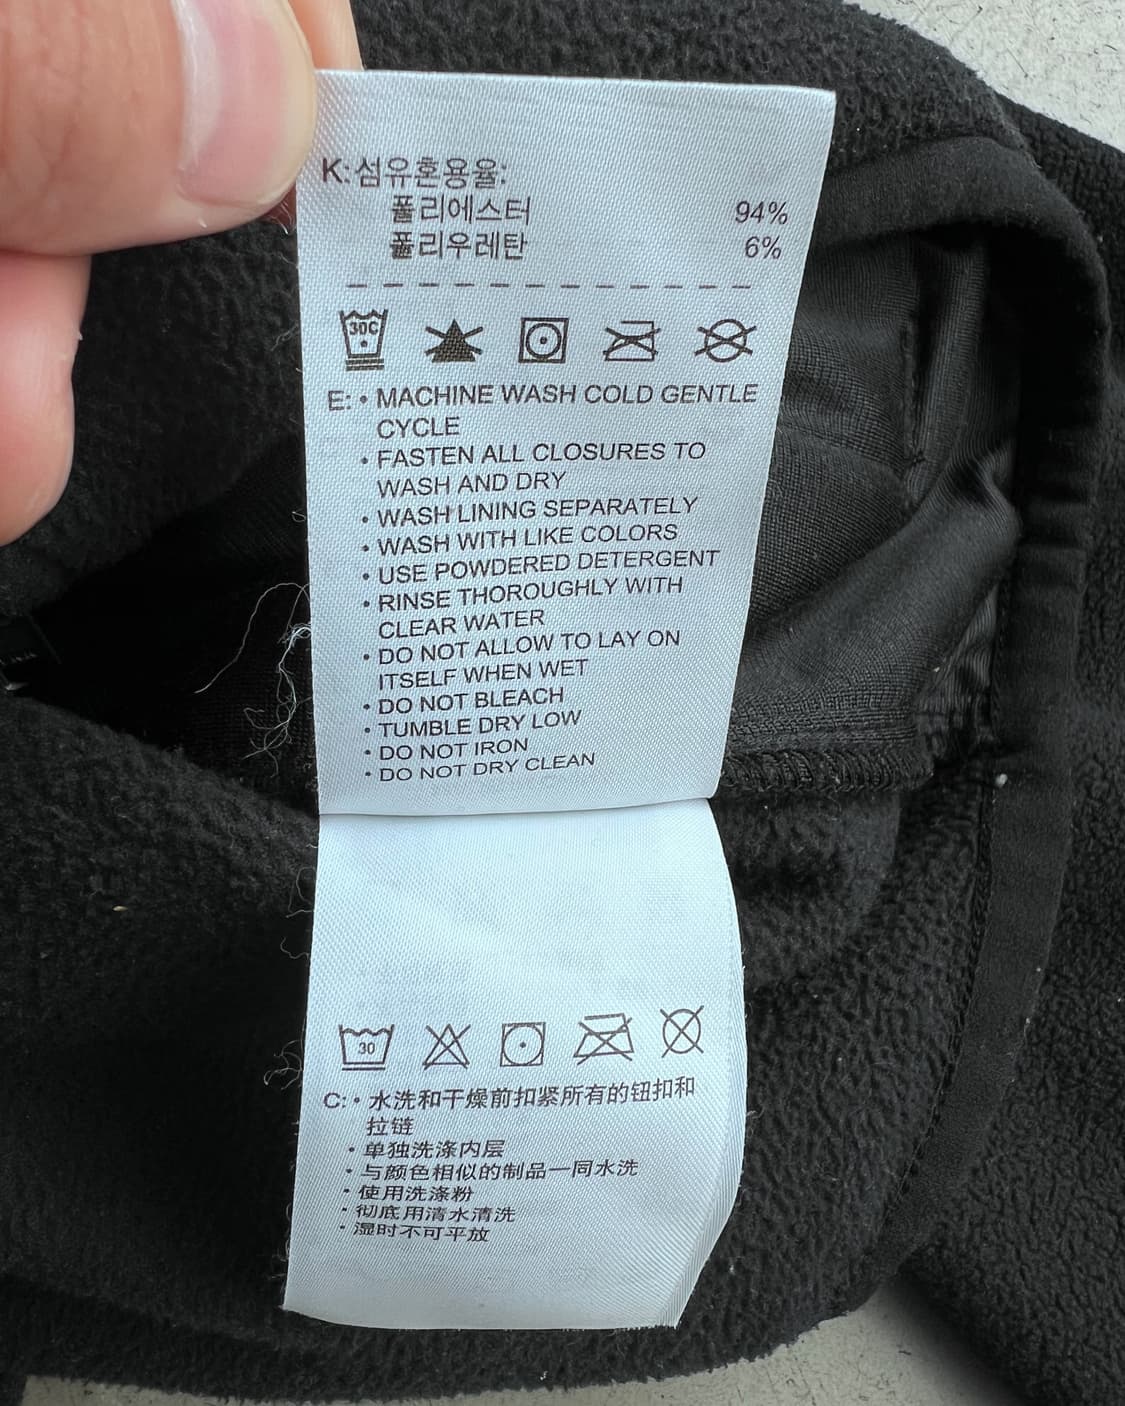 K: 섬유혼용율:
폴리에스터 94%
폴리우레탄 6%
30C
E: • MACHINE WASH COLD GENTLE
CYCLE
• FASTEN ALL CLOSURES TO
WASH AND DRY
• WASH LINING SEPARATELY
• WASH WITH LIKE COLORS
• USE POWDERED DETERGENT
• RINSE THOROUGHLY WITH
CLEAR WATER
• DO NOT ALLOW TO LAY ON
ITSELF WHEN WET
• DO NOT BLEACH
• TUMBLE DRY LOW
• DO NOT IRON
• DO NOT DRY CLEAN
30
C: • 水洗和干燥前扣紧所有的钮扣和
拉链
• 单独洗涤内层
• 与颜色相似的制品一同水洗
• 使用洗涤粉
• 彻底用清水清洗
• 湿时不可平放